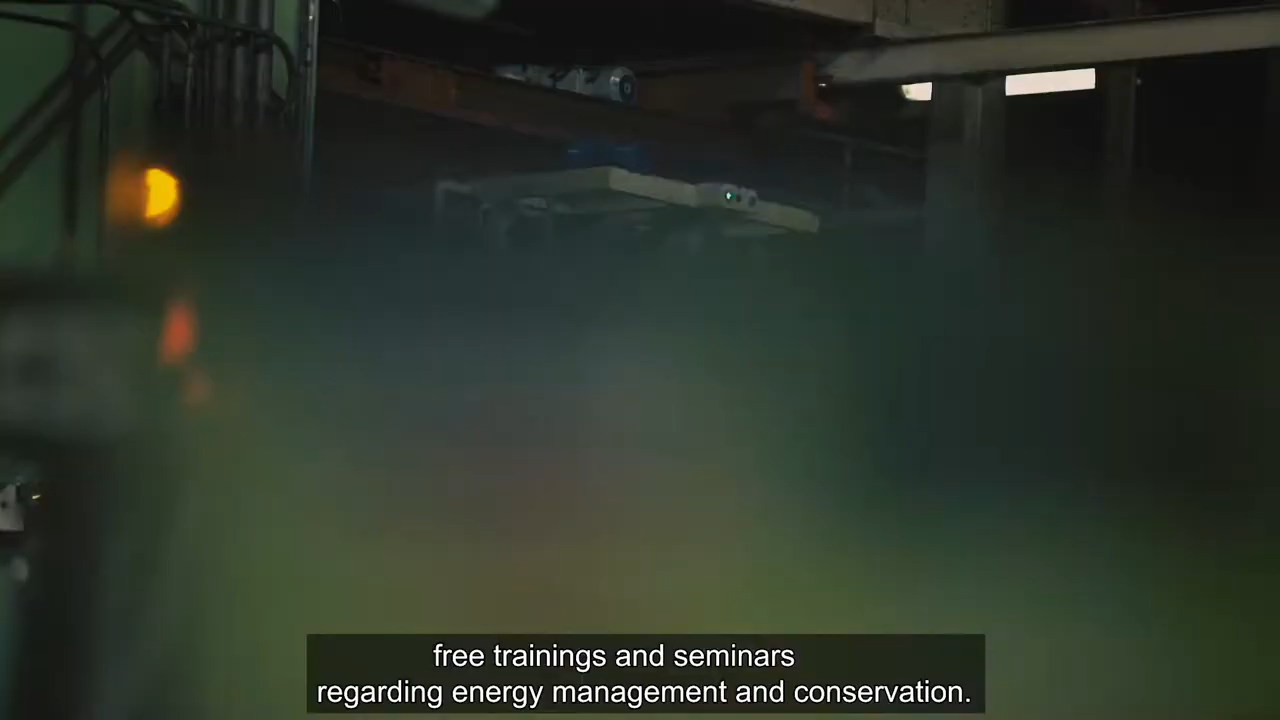 free trainings and seminars
regarding energy management and conservation.